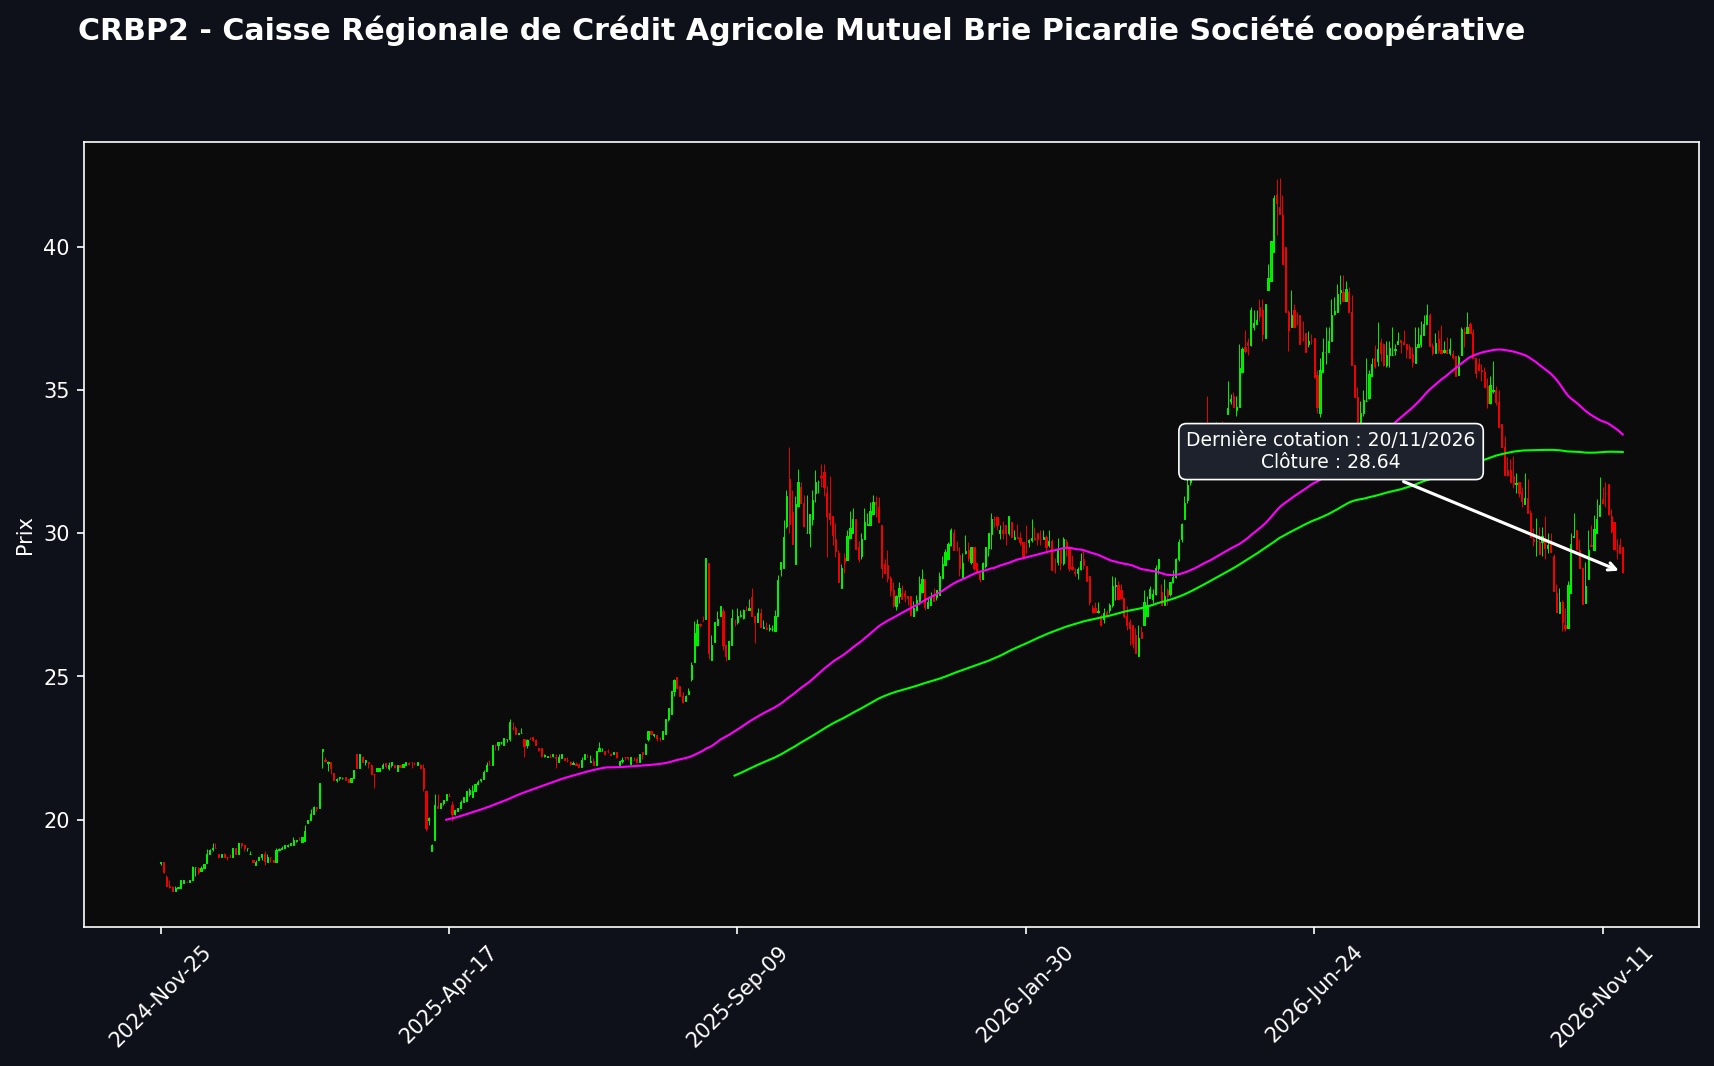 CRBP2 - Caisse Régionale de Crédit Agricole Mutuel Brie Picardie Société coopérative
40
35
30
25
20
Prix
Dernière cotation : 20/11/2026
Clôture : 28.64
2024-Nov-25
2025-Apr-17
2025-Sep-09
2026-Jan-30
2026-Jun-24
2026-Nov-11